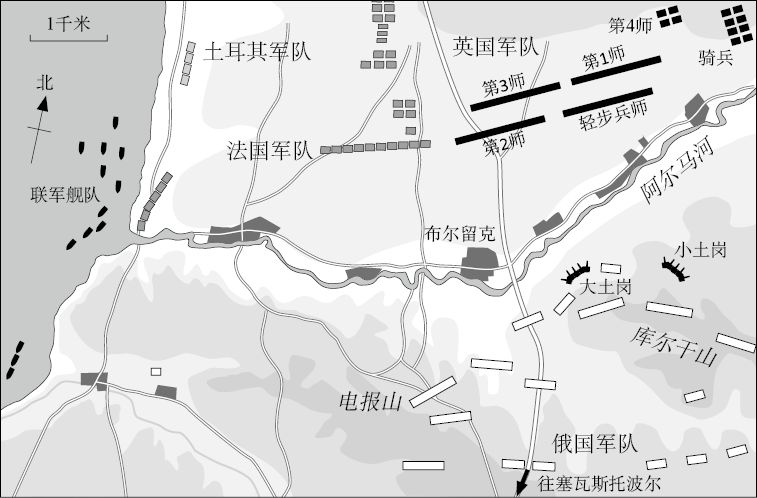 1千米
北
土耳其军队
英国军队
第4师
骑兵
第3师
第1师
第2师
轻步兵师
法国军队
联军舰队
阿尔马河
布尔留克
小土岗
大土岗
库尔干山
电报山
俄国军队
往塞瓦斯托波尔